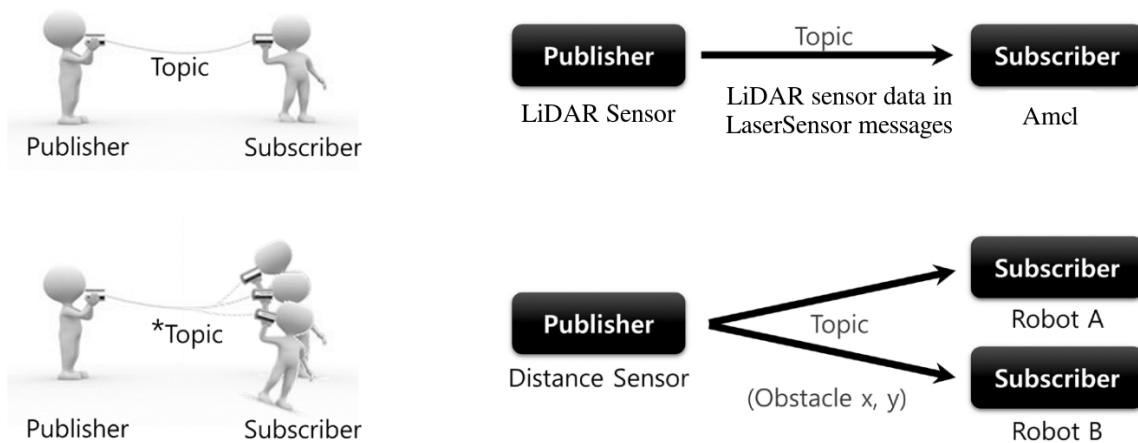 Topic
Publisher
Subscriber
Publisher
Topic
Subscriber
LiDAR Sensor
LiDAR sensor data in
LaserSensor messages
Amcl
*Topic
Publisher
Subscriber
Publisher
Distance Sensor
Topic
(Obstacle x, y)
Subscriber
Robot A
Subscriber
Robot B